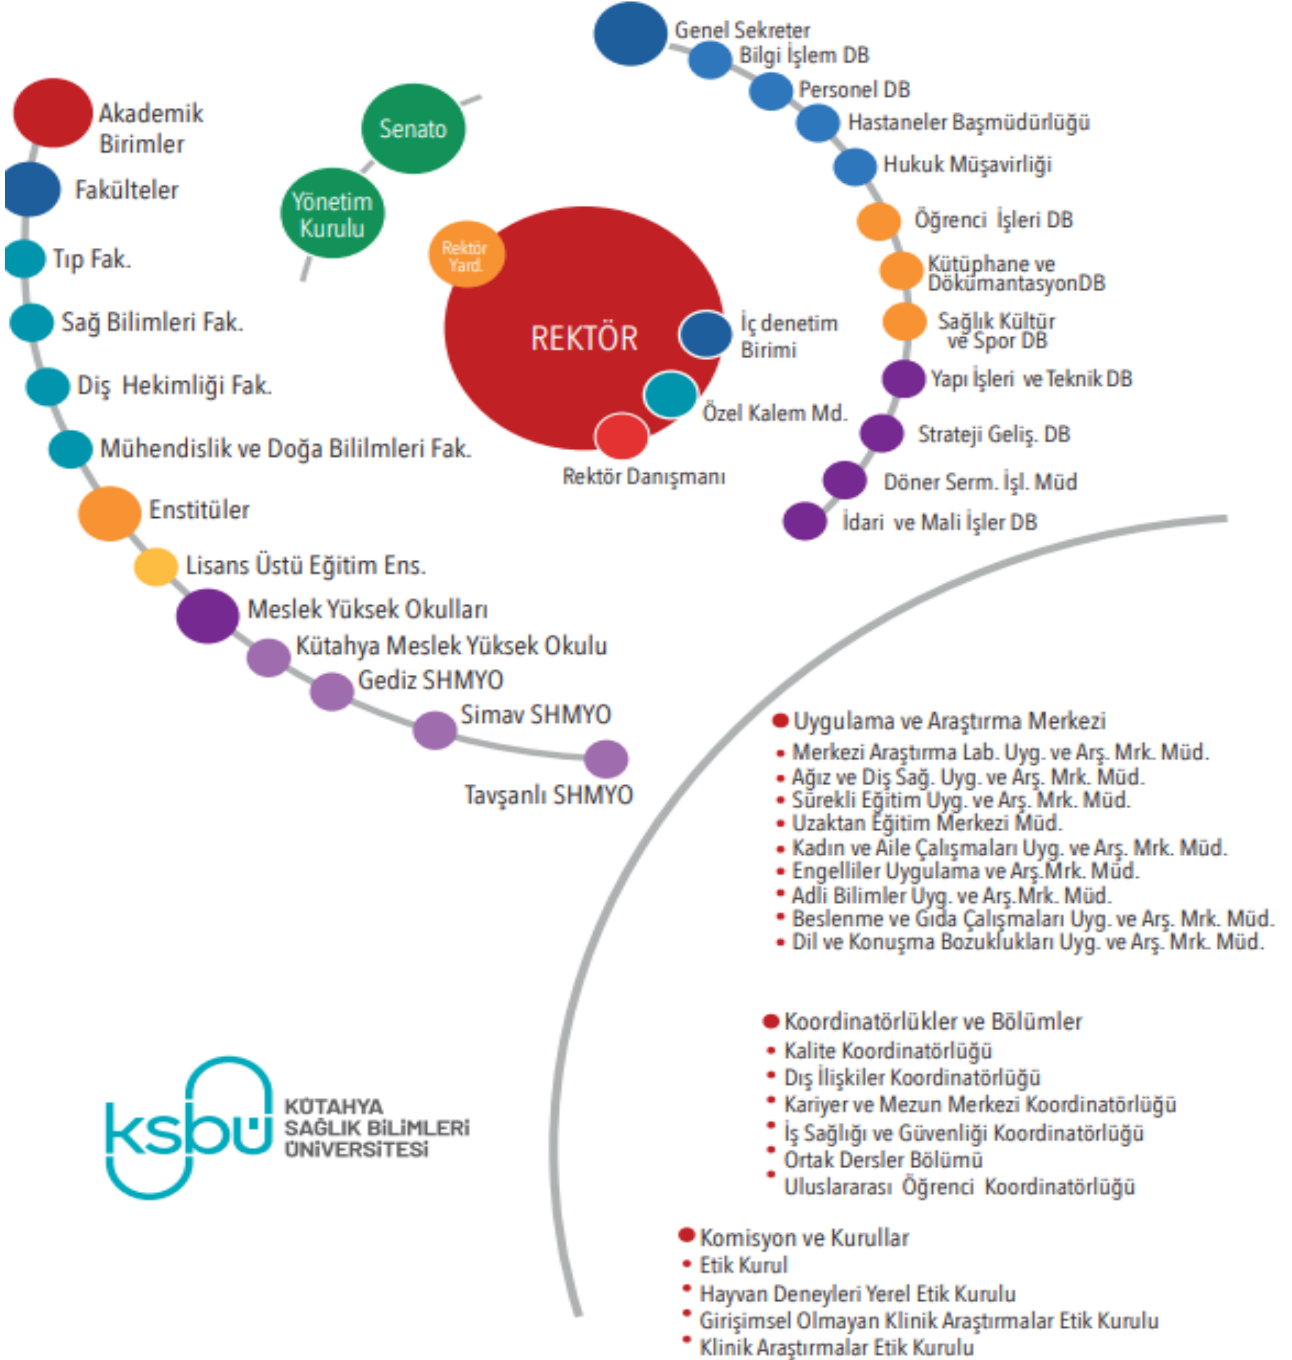 Genel Sekreter
Bilgi İşlem DB
Personel DB
Hastaneler Başmüdürlüğü
Hukuk Müşavirliği
Öğrenci İşleri DB
Kütüphane ve
DökümantasyonDB
Sağlık Kültür
ve Spor DB
Yapı İşleri ve Teknik DB
Strateji Geliş. DB
Döner Serm. İşl. Müd
İdari ve Mali İşler DB
Senato
Yönetim
Kurulu
Rektör
Yard.
REKTÖR
İç denetim
Birimi
Özel Kalem Md.
Rektör Danışmanı
Akademik
Birimler
Fakülteler
Tıp Fak.
Sağ Bilimleri Fak.
Diş Hekimliği Fak.
Mühendislik ve Doğa Bililmleri Fak.
Enstitüler
Lisans Üstü Eğitim Ens.
Meslek Yüksek Okulları
Kütahya Meslek Yüksek Okulu
Gediz SHMYO
Simav SHMYO
Tavşanlı SHMYO
Uygulama ve Araştırma Merkezi
Merkezi Araştırma Lab. Uyg. ve Arş. Mrk. Müd.
Ağız ve Diş Sağ. Uyg. ve Arş. Mrk. Müd.
Sürekli Eğitim Uyg. ve Arş. Mrk. Müd.
Uzaktan Eğitim Merkezi Müd.
Kadın ve Aile Çalışmaları Uyg. ve Arş. Mrk. Müd.
Engelliler Uygulama ve Arş.Mrk. Müd.
Adli Bilimler Uyg. ve Arş.Mrk. Müd.
Beslenme ve Gıda Çalışmaları Uyg. ve Arş. Mrk. Müd.
Dil ve Konuşma Bozuklukları Uyg. ve Arş. Mrk. Müd.
Koordinatörlükler ve Bölümler
Kalite Koordinatörlüğü
Dış İlişkiler Koordinatörlüğü
Kariyer ve Mezun Merkezi Koordinatörlüğü
İş Sağlığı ve Güvenliği Koordinatörlüğü
Ortak Dersler Bölümü
Uluslararası Öğrenci Koordinatörlüğü
Komisyon ve Kurullar
Etik Kurul
Hayvan Deneyleri Yerel Etik Kurulu
Girişimsel Olmayan Klinik Araştırmalar Etik Kurulu
Klinik Araştırmalar Etik Kurulu
ksbü
KÜTAHYA
SAĞLIK BİLİMLERİ
ÜNİVERSİTESİ